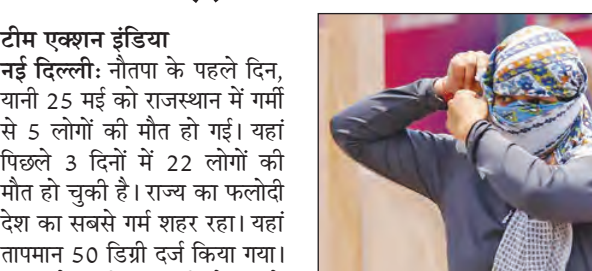 टीम एक्शन इंडिया
नई दिल्ली: नौतपा के पहले दिन,
यानी 25 मई को राजस्थान में गर्मी
से 5 लोगों की मौत हो गई। यहां
पिछले 3 दिनों में 22 लोगों की
मौत हो चुकी है। राज्य का फलोदी
देश का सबसे गर्म शहर रहा। यहां
तापमान 50 डिग्री दर्ज किया गया।